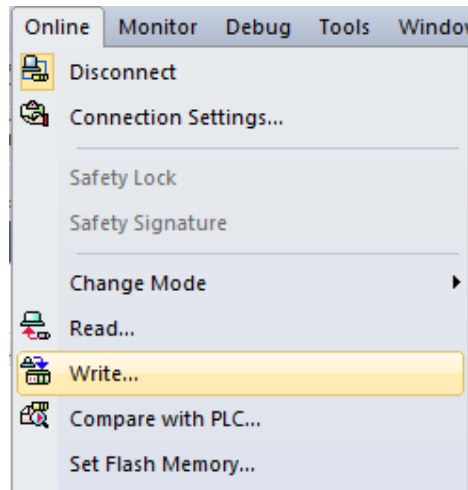 Online Monitor Debug Tools
Disconnect
Connection Settings...
Safety Lock
Safety Signature
Change Mode
Read...
Write...
Compare with PLC...
Set Flash Memory...